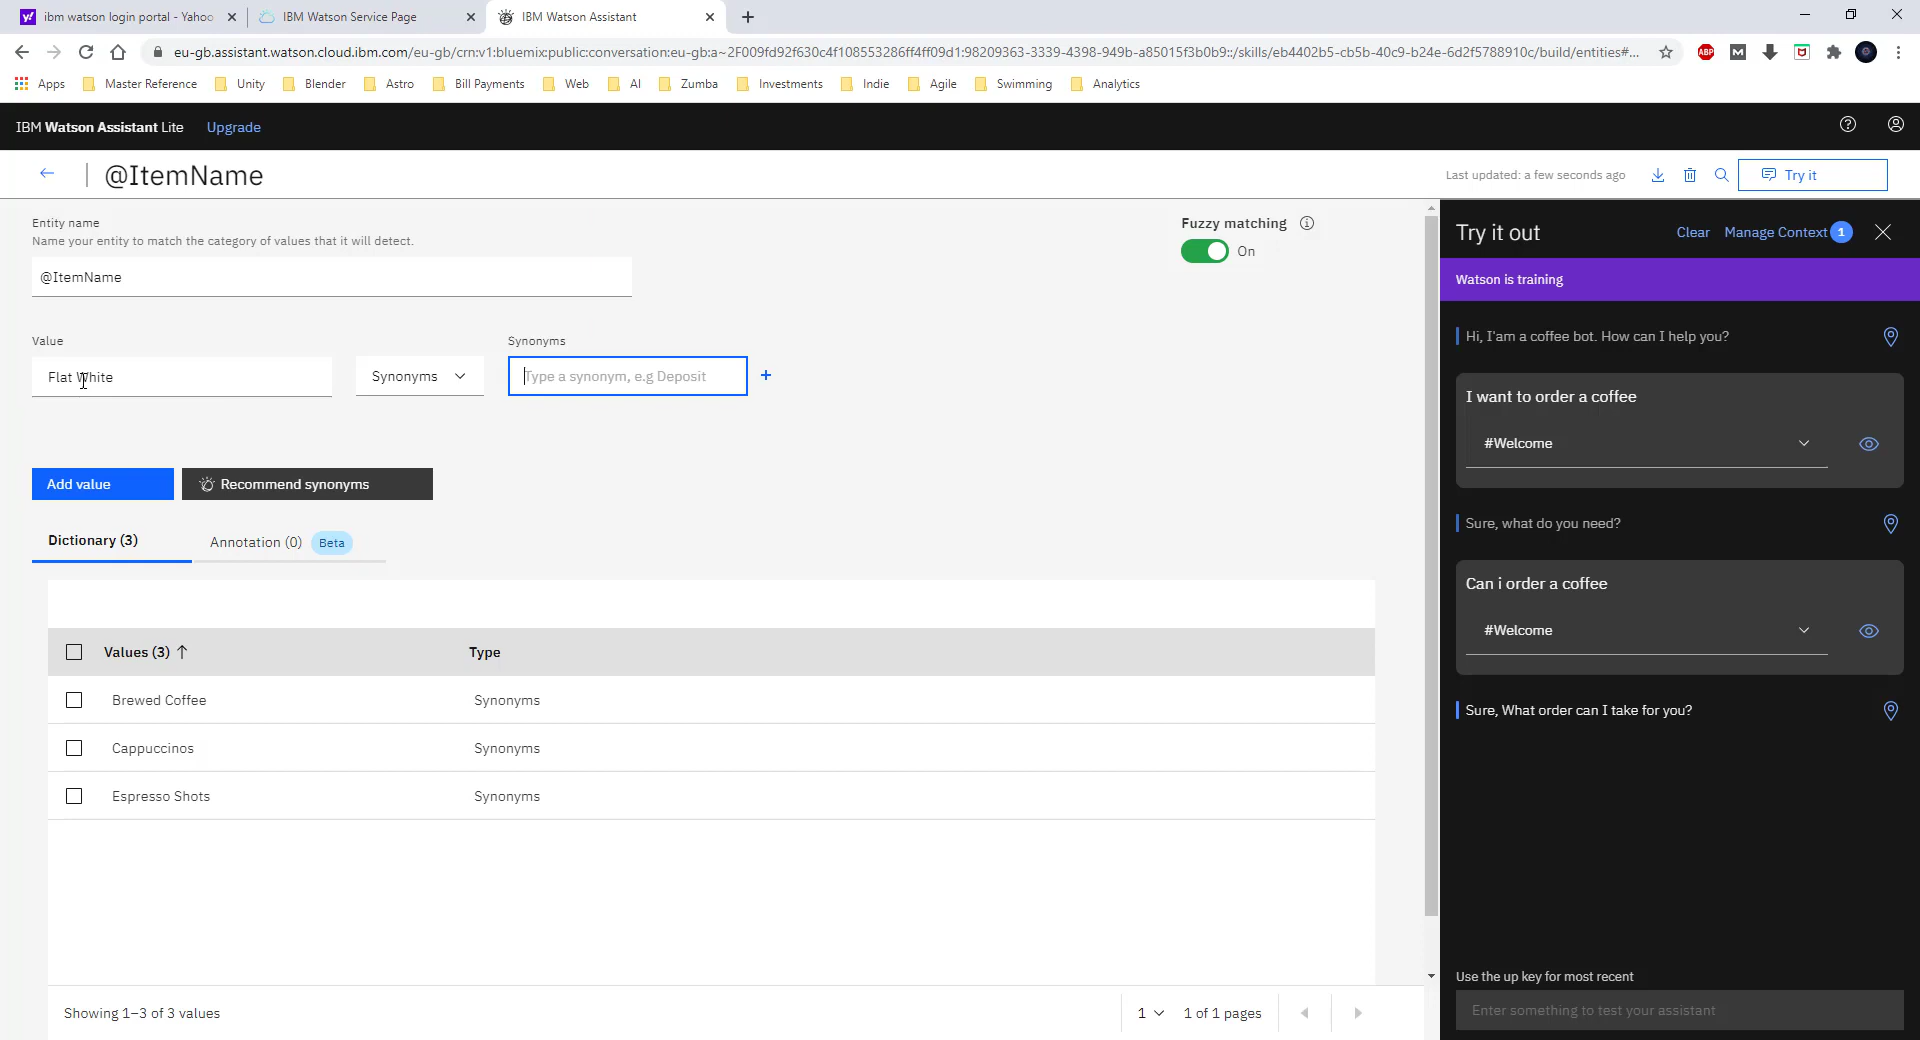 ibm watson login portal - Yahoo
IBM Watson Service Page
IBM Watson Assistant
eu-gb.assistant.watson.cloud.ibm.com/eu-gb/crn:v1:bluemix:public:conversation:eu-gb:a~2F009fd92f630c4f108553286ff4ff09d1:98209363-3339-4398-949b-a85015f3b0b9::/skills/eb4402b5-cb5b-40c9-b24e-6d2f5788910c/build/entities#...
ABP
Apps
Master Reference
Unity
Blender
Astro
Bill Payments
Web
AI
Zumba
Investments
Indie
Agile
Swimming
Analytics
IBM Watson Assistant Lite
Upgrade
@ItemName
Last updated: a few seconds ago
Try it
Entity name
Name your entity to match the category of values that it will detect.
@ItemName
Fuzzy matching
On
Value
Synonyms
Flat White
Synonyms
Type a synonym, e.g Deposit
Add value
Recommend synonyms
Dictionary (3)
Annotation (0)
Beta
Values (3)
Type
Brewed Coffee
Synonyms
Cappuccinos
Synonyms
Espresso Shots
Synonyms
Showing 1–3 of 3 values
1
1 of 1 pages
Try it out
Clear
Manage Context
1
Watson is training
Hi, I'am a coffee bot. How can I help you?
I want to order a coffee
#Welcome
Sure, what do you need?
Can i order a coffee
#Welcome
Sure, What order can I take for you?
Use the up key for most recent
Enter something to test your assistant